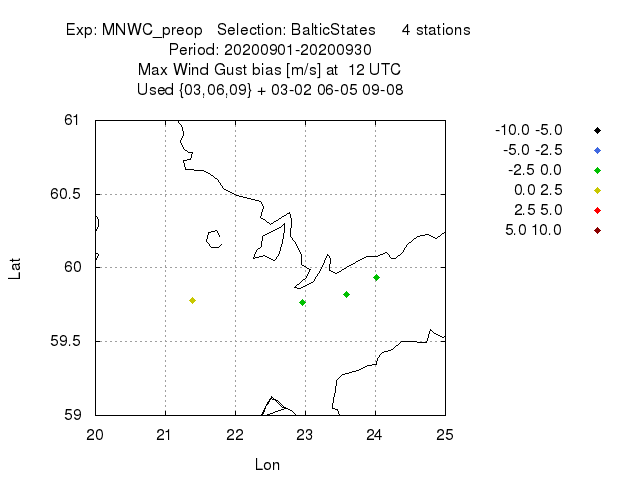 Exp: MNWC_preop   Selection: BalticStates      4 stations
Period: 20200901-20200930
Max Wind Gust bias [m/s] at  12 UTC
Used {03,06,09} + 03-02 06-05 09-08
61
60.5
60
59.5
59
Lat
20 21 22 23 24 25
Lon
-10.0 -5.0
-5.0 -2.5
-2.5 0.0
0.0 2.5
2.5 5.0
5.0 10.0